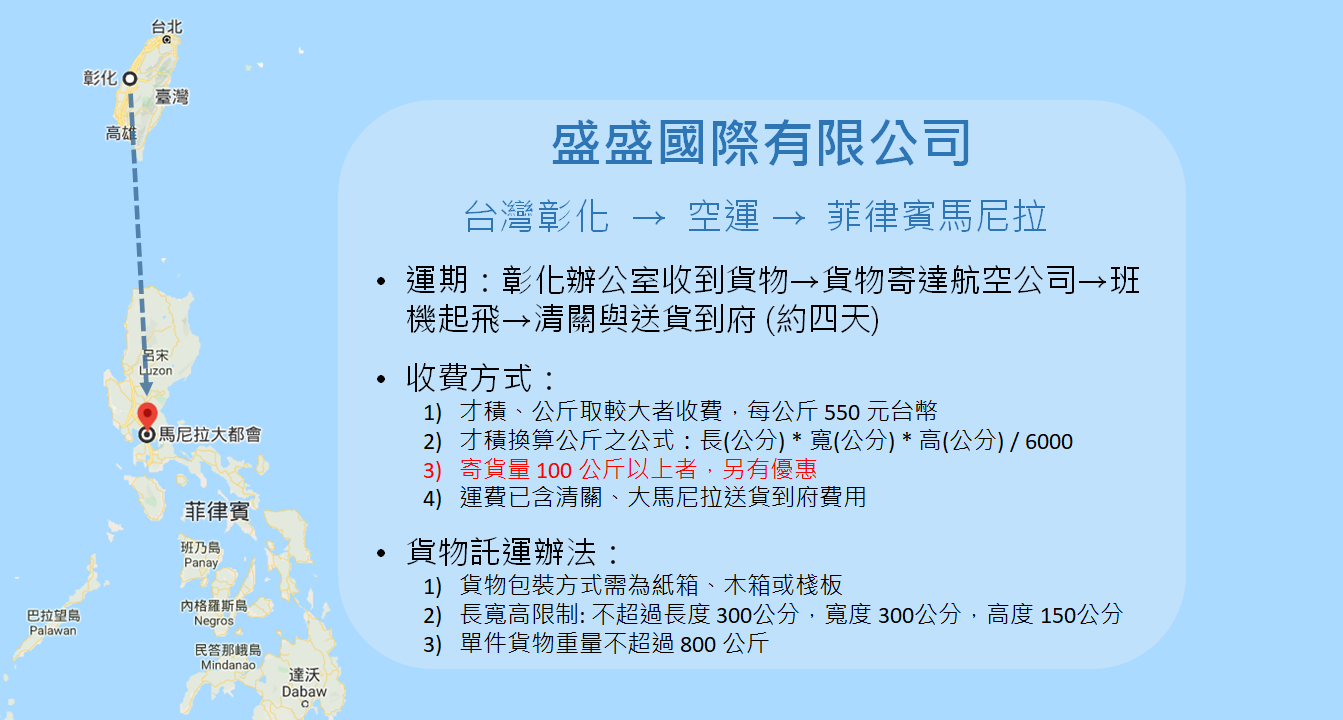 台北
彰化
臺灣
高雄
盛盛國際有限公司
台灣彰化 → 空運 → 菲律賓馬尼拉
• 運期：彰化辦公室收到貨物→貨物寄達航空公司→班
機起飛→清關與送貨到府 (約四天)
• 收費方式：
1) 才積、公斤取較大者收費，每公斤 550 元台幣
2) 才積換算公斤之公式：長(公分) * 寬(公分) * 高(公分) / 6000
3) 寄貨量 100 公斤以上者，另有優惠
4) 運費已含清關、大馬尼拉送貨到府費用
• 貨物託運辦法：
1) 貨物包裝方式需為紙箱、木箱或棧板
2) 長寬高限制: 不超過長度 300公分，寬度 300公分，高度 150公分
3) 單件貨物重量不超過 800 公斤
呂宋
Luzon
馬尼拉大都會
菲律賓
班乃島
Panay
內格羅斯島
Negros
巴拉望島
Palawan
民答那峨島
Mindanao
達沃
Dabaw